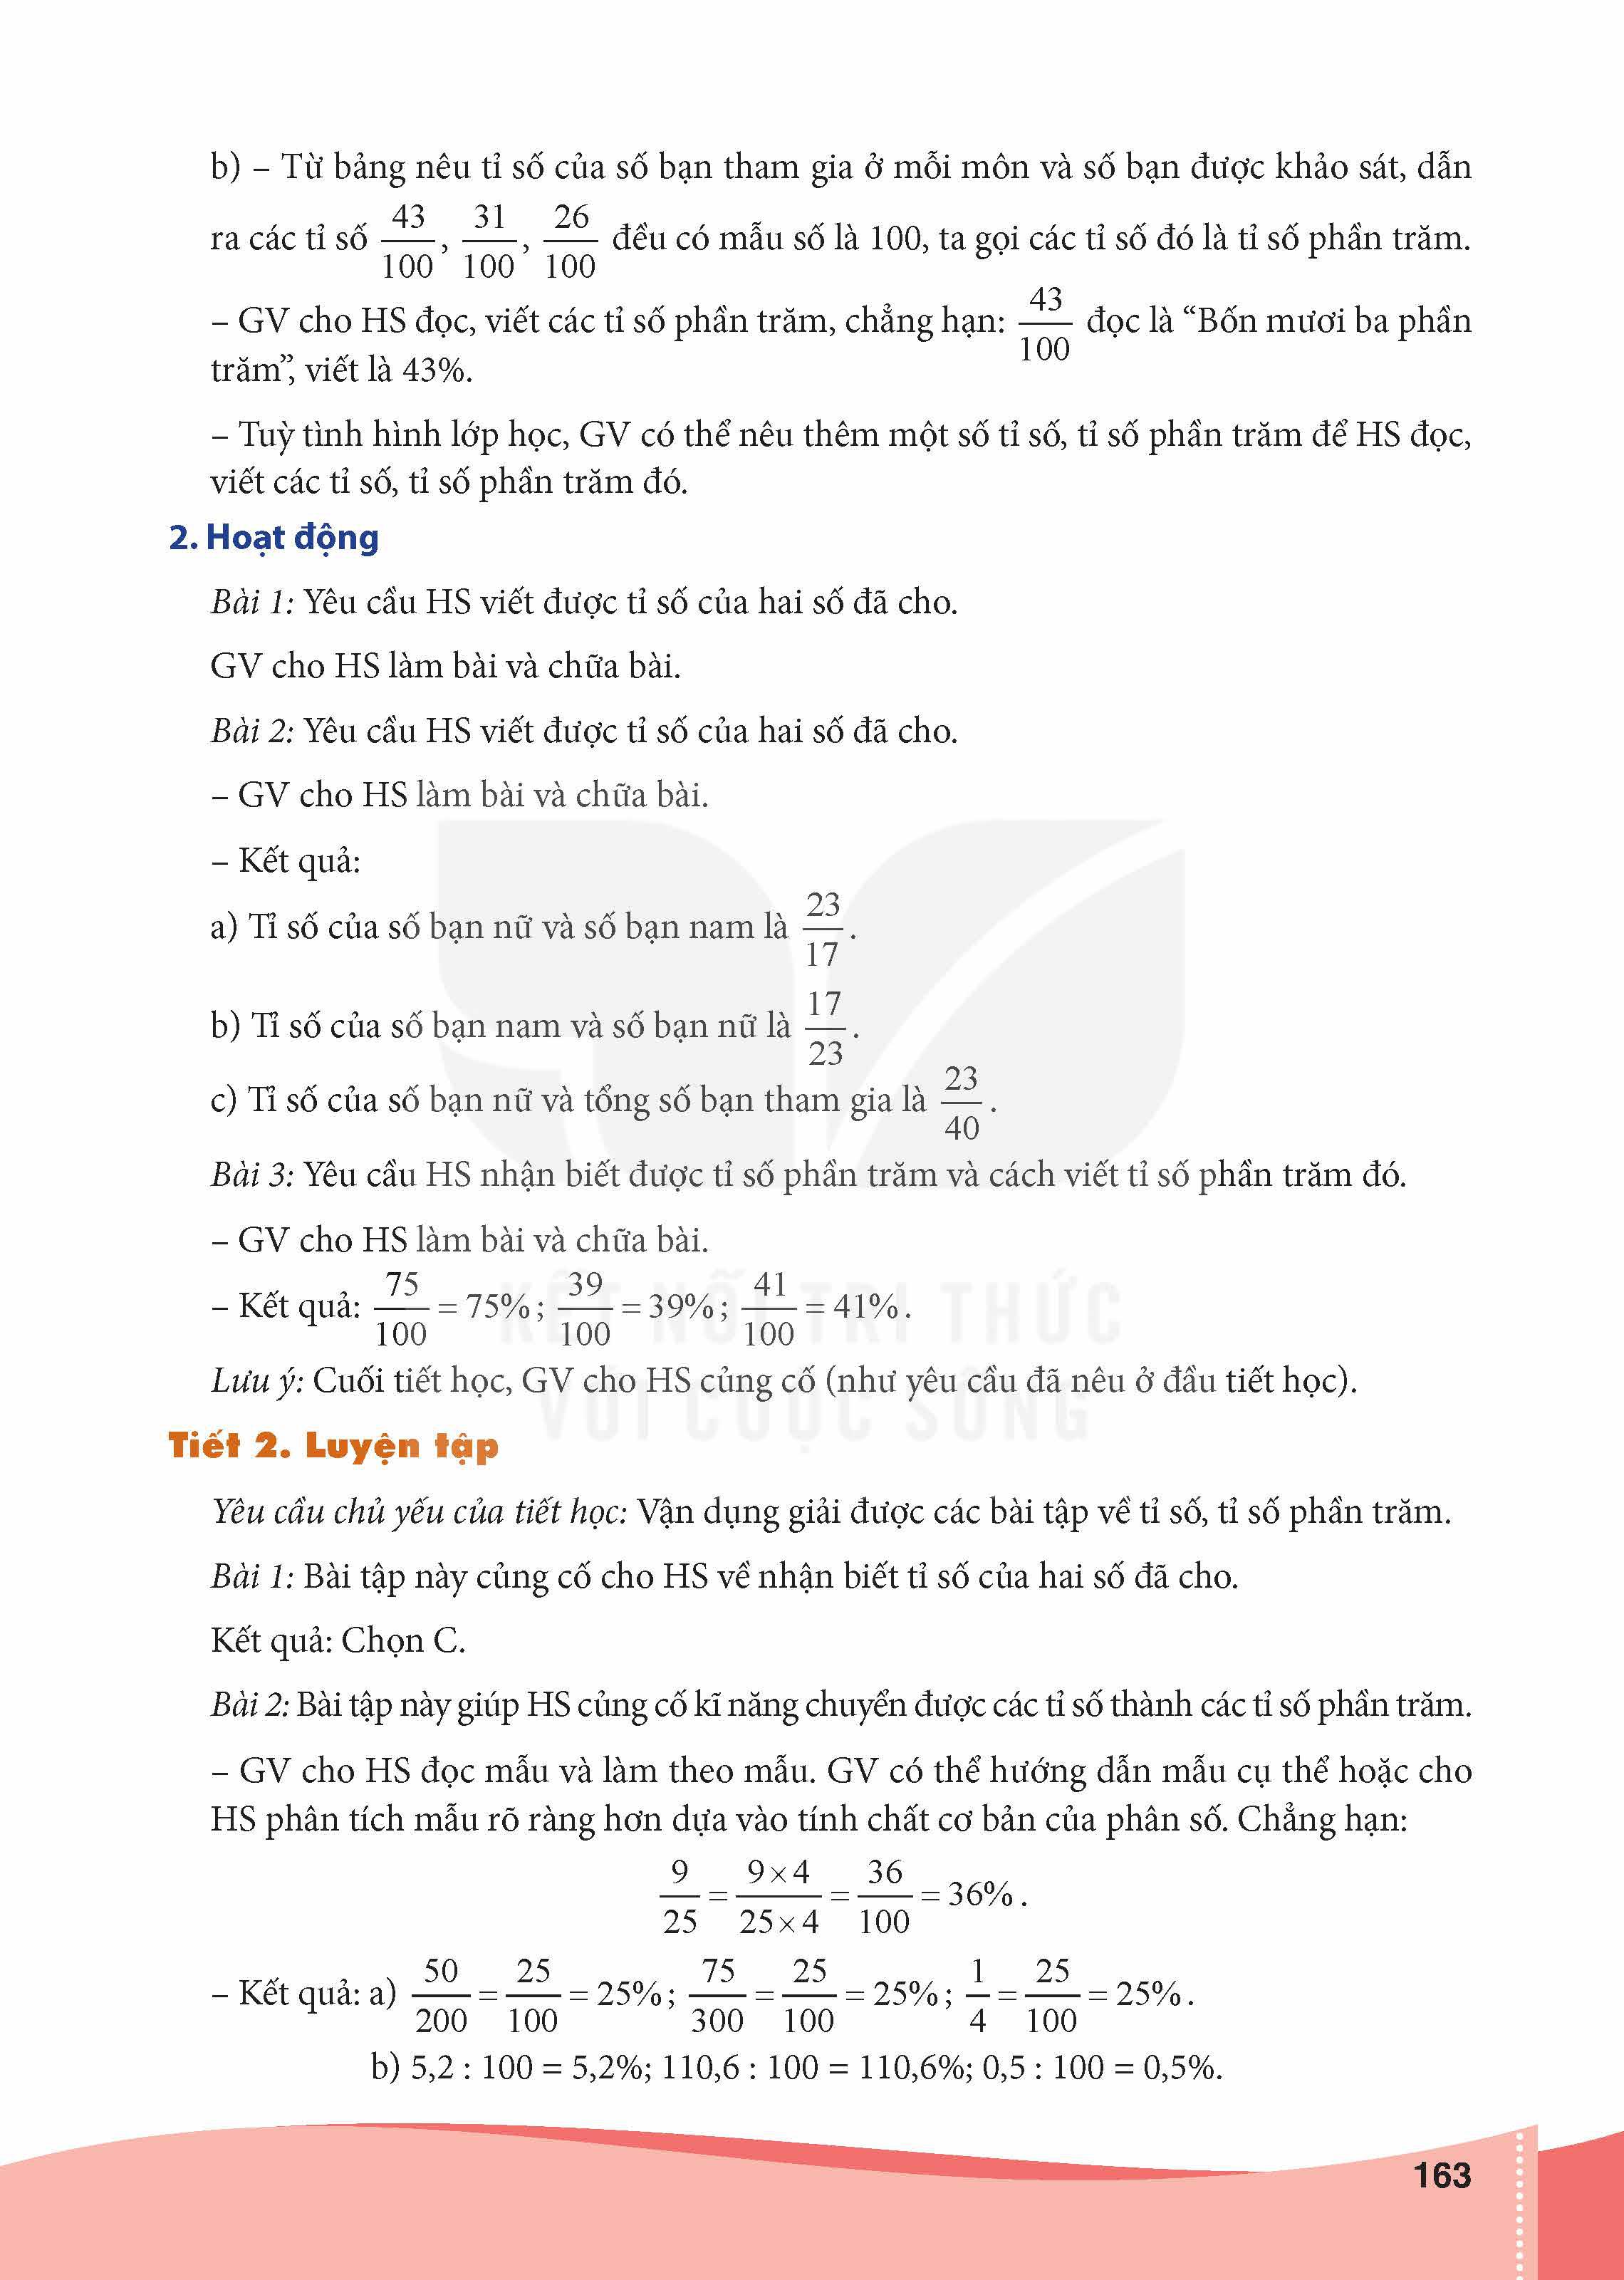 b) – Từ bảng nêu tỉ số của số bạn tham gia ở mỗi môn và số bạn được khảo sát, dẫn
ra các tỉ số 43/100, 31/100, 26/100 đều có mẫu số là 100, ta gọi các tỉ số đó là tỉ số phần trăm.
– GV cho HS đọc, viết các tỉ số phần trăm, chẳng hạn: 43/100 đọc là “Bốn mươi ba phần
trăm”, viết là 43%.
– Tuỳ tình hình lớp học, GV có thể nêu thêm một số tỉ số, tỉ số phần trăm để HS đọc,
viết các tỉ số, tỉ số phần trăm đó.
2. Hoạt động
Bài 1: Yêu cầu HS viết được tỉ số của hai số đã cho.
GV cho HS làm bài và chữa bài.
Bài 2: Yêu cầu HS viết được tỉ số của hai số đã cho.
– GV cho HS làm bài và chữa bài.
– Kết quả:
a) Tỉ số của số bạn nữ và số bạn nam là 23/17.
b) Tỉ số của số bạn nam và số bạn nữ là 17/23.
c) Tỉ số của số bạn nữ và tổng số bạn tham gia là 23/40.
Bài 3: Yêu cầu HS nhận biết được tỉ số phần trăm và cách viết tỉ số phần trăm đó.
– GV cho HS làm bài và chữa bài.
– Kết quả: 75/100 = 75%; 39/100 = 39%; 41/100 = 41%.
KẾT NỐI TRI THỨC
Lưu ý: Cuối tiết học, GV cho HS củng cố (như yêu cầu đã nêu ở đầu tiết học).
VỚI CUỘC SỐNG
Tiết 2. Luyện tập
Yêu cầu chủ yếu của tiết học: Vận dụng giải được các bài tập về tỉ số, tỉ số phần trăm.
Bài 1: Bài tập này củng cố cho HS về nhận biết tỉ số của hai số đã cho.
Kết quả: Chọn C.
Bài 2: Bài tập này giúp HS củng cố kĩ năng chuyển được các tỉ số thành các tỉ số phần trăm.
– GV cho HS đọc mẫu và làm theo mẫu. GV có thể hướng dẫn mẫu cụ thể hoặc cho
HS phân tích mẫu rõ ràng hơn dựa vào tính chất cơ bản của phân số. Chẳng hạn:
9/25 = 9×4/25×4 = 36/100 = 36%.
– Kết quả: a) 50/200 = 25/100 = 25%; 75/300 = 25/100 = 25%; 1/4 = 25/100 = 25%.
b) 5,2 : 100 = 5,2%; 110,6 : 100 = 110,6%; 0,5 : 100 = 0,5%.
163